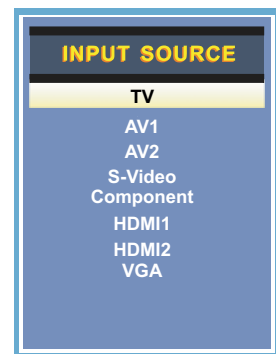 INPUT SOURCE
TV
AV1
AV2
S-Video
Component
HDMI1
HDMI2
VGA